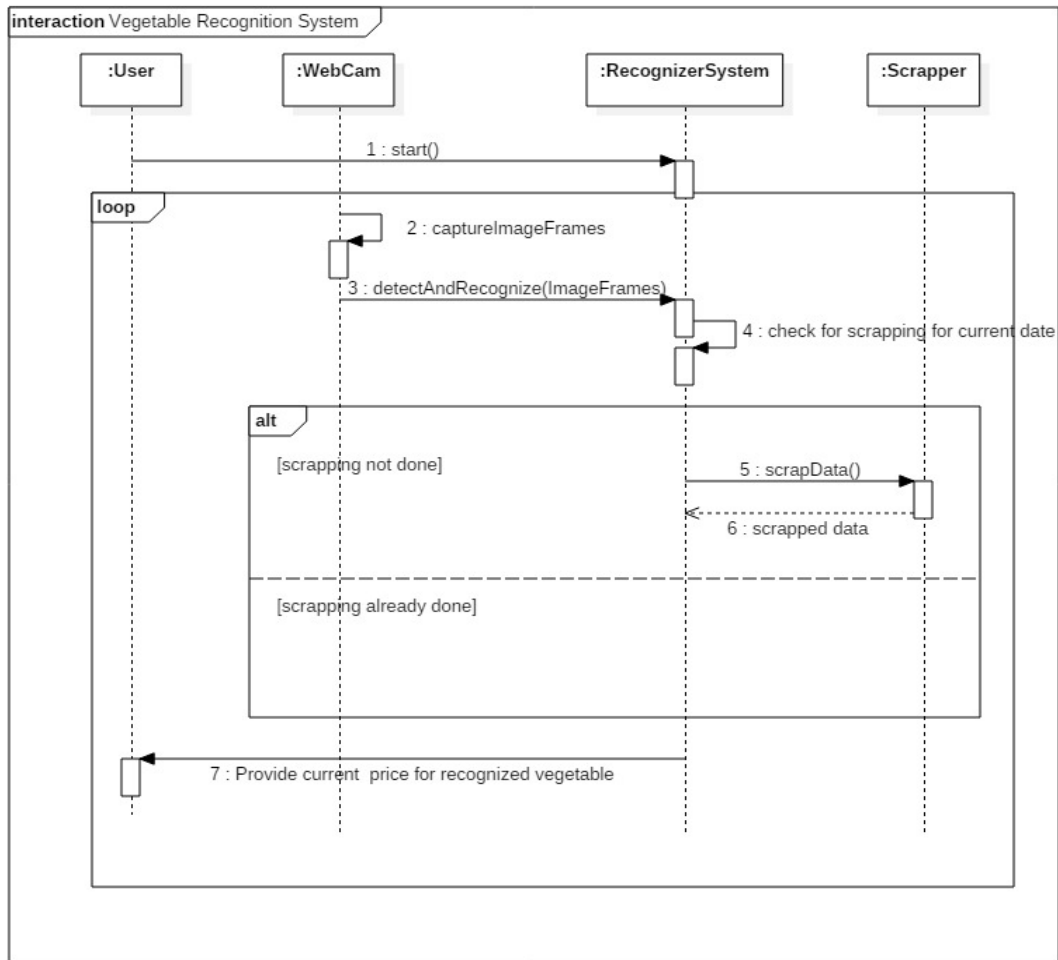 interaction Vegetable Recognition System
:User
:WebCam
:RecognizerSystem
:Scrapper
1 : start()
loop
2 : captureImageFrames
3 : detectAndRecognize(ImageFrames)
4 : check for scrapping for current date
alt
[scrapping not done]
5 : scrapData()
6 : scrapped data
[scrapping already done]
7 : Provide current price for recognized vegetable